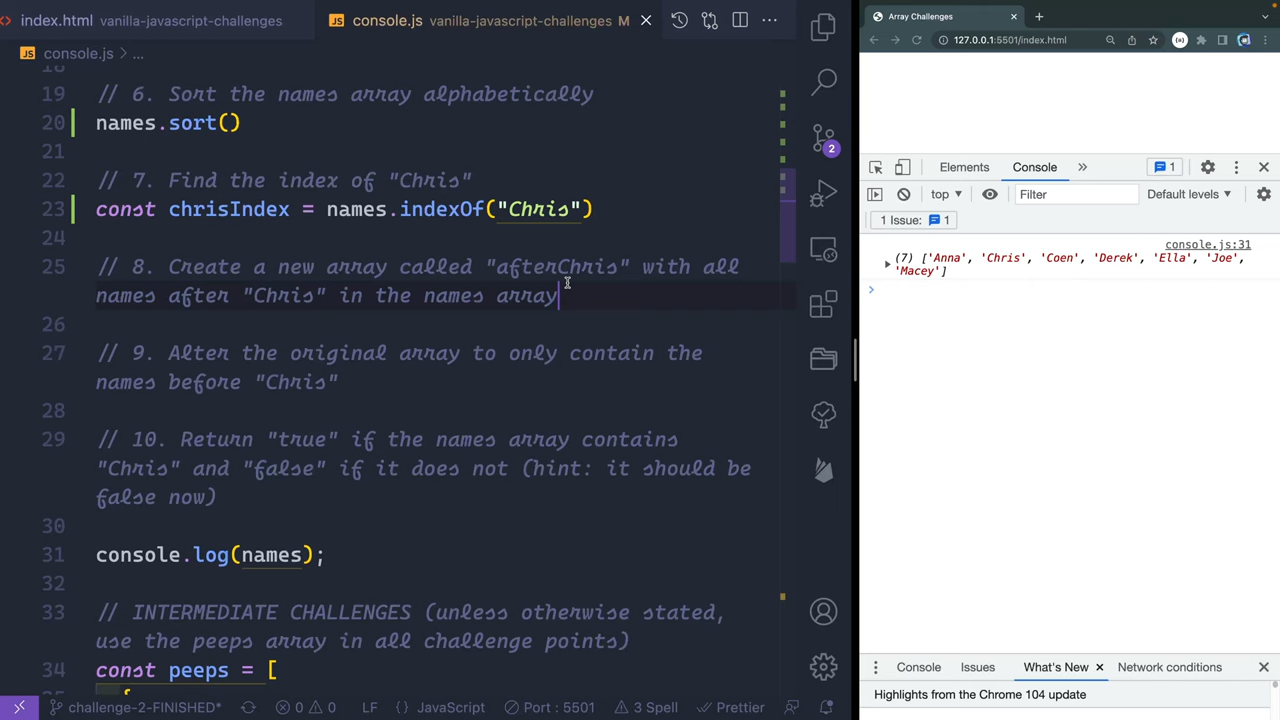 index.html vanilla-javascript-challenges
JS console.js vanilla-javascript-challenges M
JS console.js > ...
18
19 // 6. Sort the names array alphabetically
20 names.sort()
21
22 // 7. Find the index of "Chris"
23 const chrisIndex = names.indexOf("Chris")
24
25 // 8. Create a new array called "afterChris" with all
names after "Chris" in the names array
26
27 // 9. Alter the original array to only contain the
names before "Chris"
28
29 // 10. Return "true" if the names array contains
"Chris" and "false" if it does not (hint: it should be
false now)
30
31 console.log(names);
32
33 // INTERMEDIATE CHALLENGES (unless otherwise stated,
use the peeps array in all challenge points)
34 const peeps = [
2
challenge-2-FINISHED* 0 0 LF JavaScript Port : 5501 3 Spell Prettier
Array Challenges
127.0.0.1:5501/index.html
Elements Console 1
top Filter Default levels
1 Issue: 1
console.js:31
(7) ['Anna', 'Chris', 'Coen', 'Derek', 'Ella', 'Joe',
'Macey']
Console Issues What's New Network conditions
Highlights from the Chrome 104 update